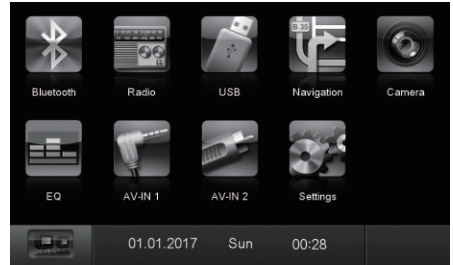 B 35
Bluetooth Radio USB Navigation Camera
EQ AV-IN 1 AV-IN 2 Settings
01.01.2017 Sun 00:28